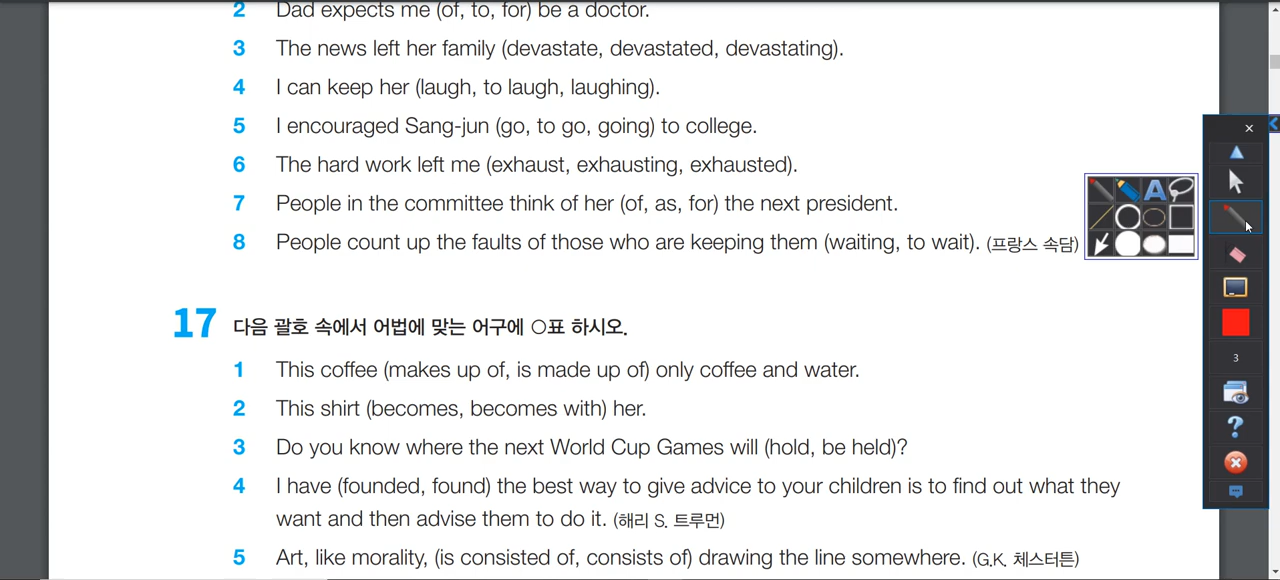 2 Dad expects me (of, to, for) be a doctor.
3 The news left her family (devastate, devastated, devastating).
4 I can keep her (laugh, to laugh, laughing).
5 I encouraged Sang-jun (go, to go, going) to college.
6 The hard work left me (exhaust, exhausting, exhausted).
7 People in the committee think of her (of, as, for) the next president.
8 People count up the faults of those who are keeping them (waiting, to wait). (프랑스 속담)
17 다음 괄호 속에서 어법에 맞는 어구에 ○표 하시오.
1 This coffee (makes up of, is made up of) only coffee and water.
2 This shirt (becomes, becomes with) her.
3 Do you know where the next World Cup Games will (hold, be held)?
4 I have (founded, found) the best way to give advice to your children is to find out what they
want and then advise them to do it. (해리 S. 트루먼)
5 Art, like morality, (is consisted of, consists of) drawing the line somewhere. (G.K. 체스터튼)
A
3
?